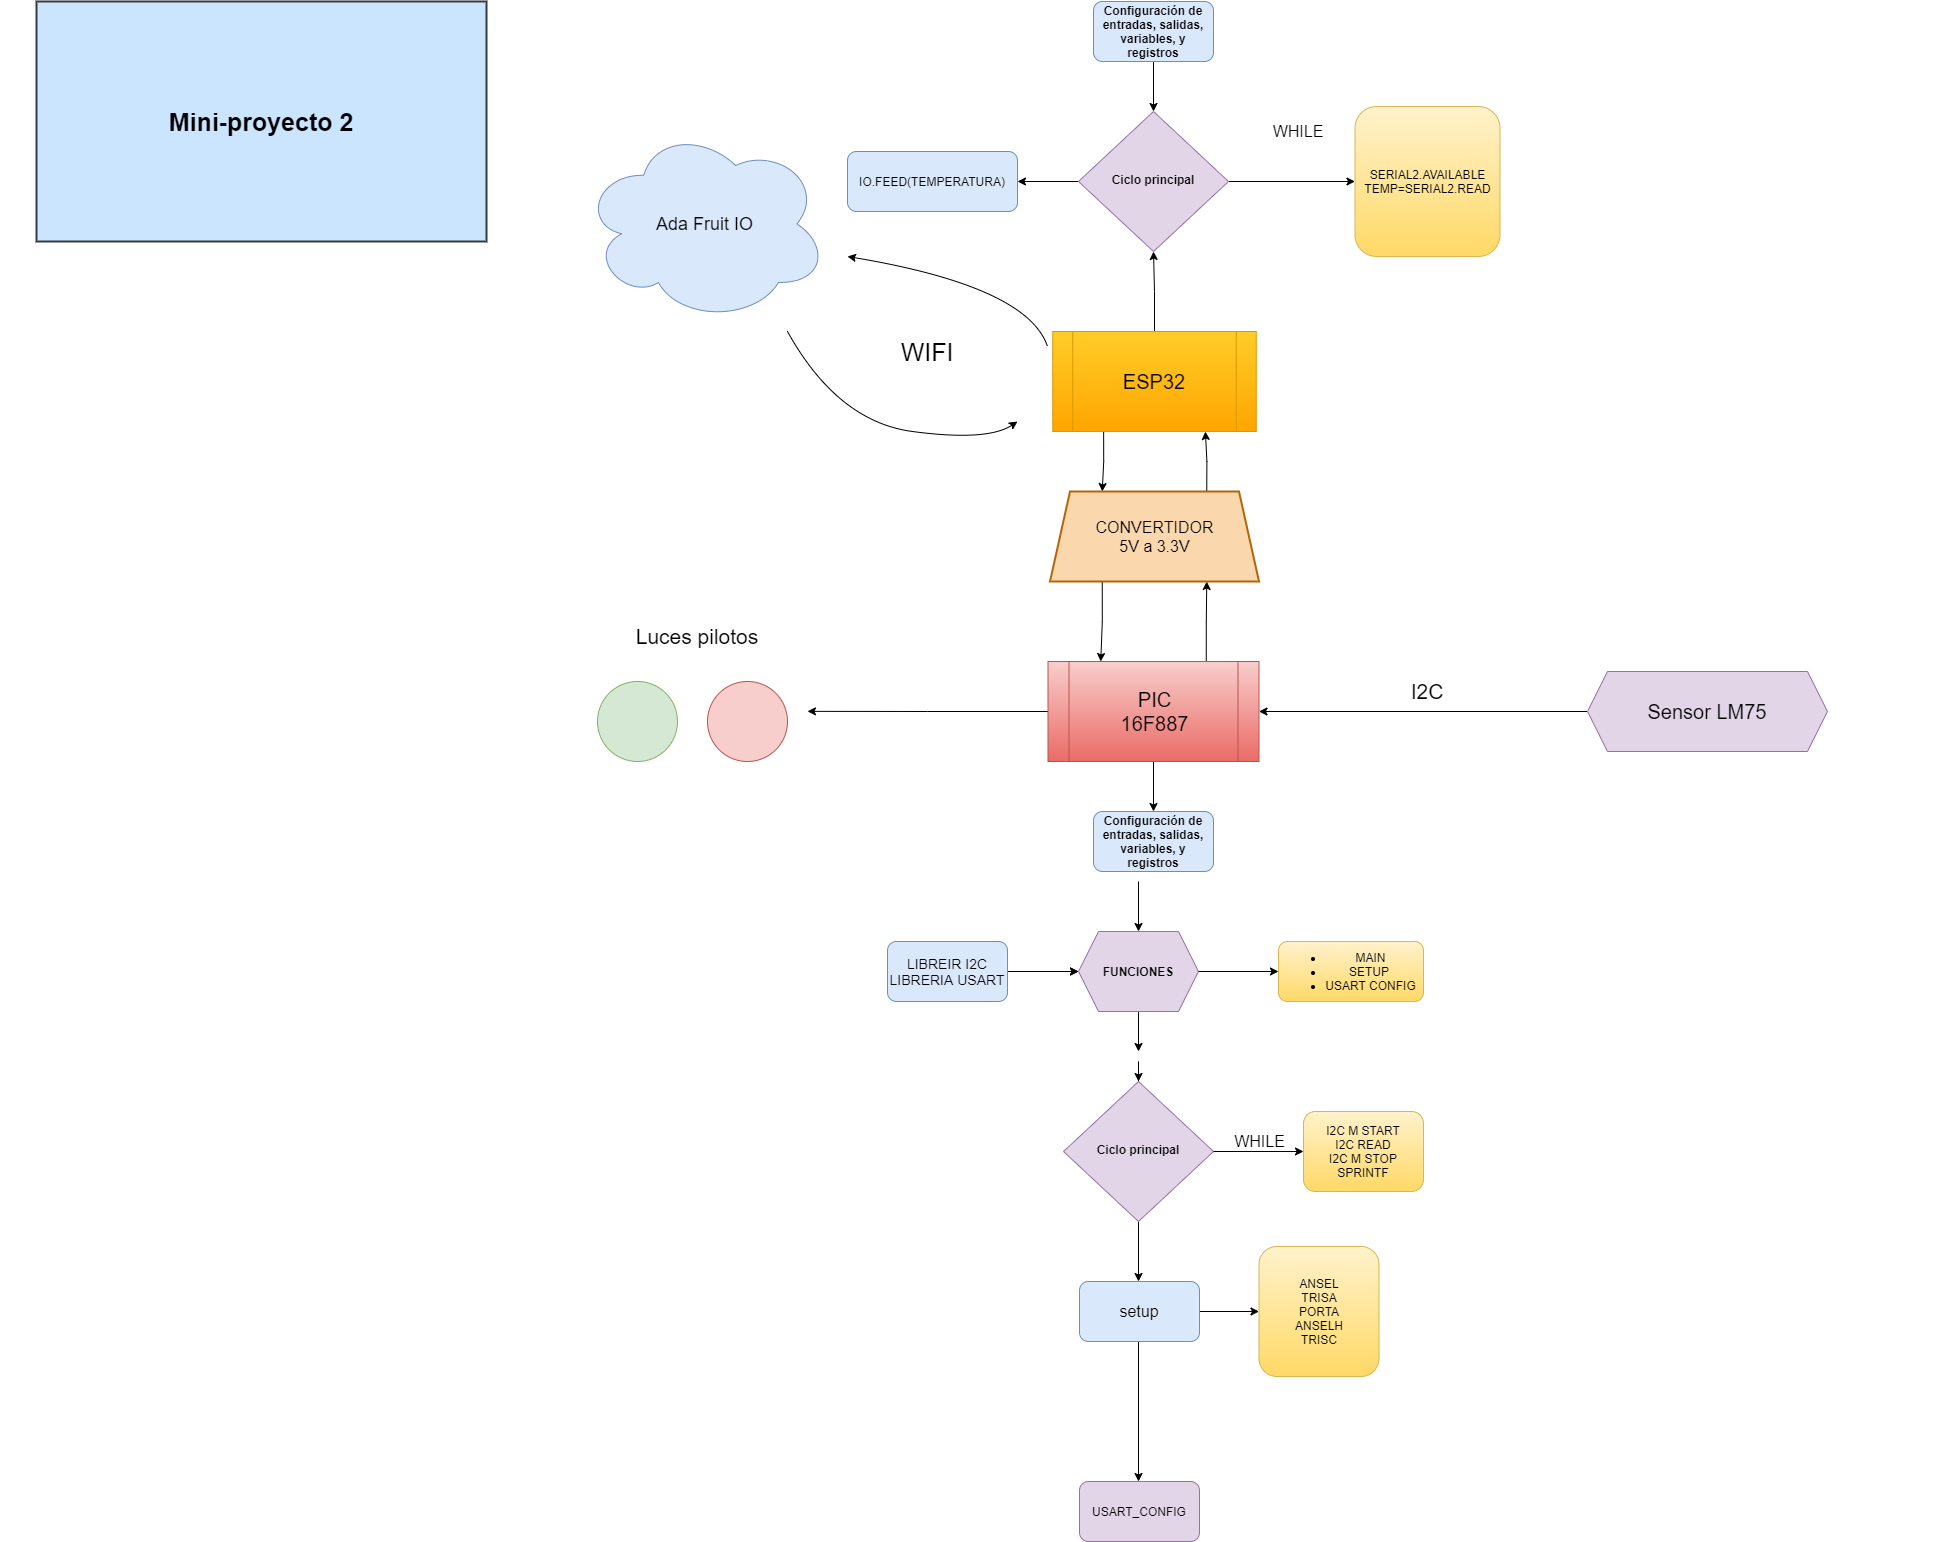 Mini-proyecto 2
Configuración de
entradas, salidas,
variables, y
registros
WHILE
Ciclo principal
IO.FEED(TEMPERATURA)
SERIAL2.AVAILABLE
TEMP=SERIAL2.READ
Ada Fruit IO
WIFI
ESP32
CONVERTIDOR
5V a 3.3V
Luces pilotos
PIC
16F887
I2C
Sensor LM75
Configuración de
entradas, salidas,
variables, y
registros
LIBREIR I2C
LIBRERIA USART
FUNCIONES
• MAIN
• SETUP
• USART CONFIG
Ciclo principal
WHILE
I2C M START
I2C READ
I2C M STOP
SPRINTF
setup
ANSEL
TRISA
PORTA
ANSELH
TRISC
USART_CONFIG